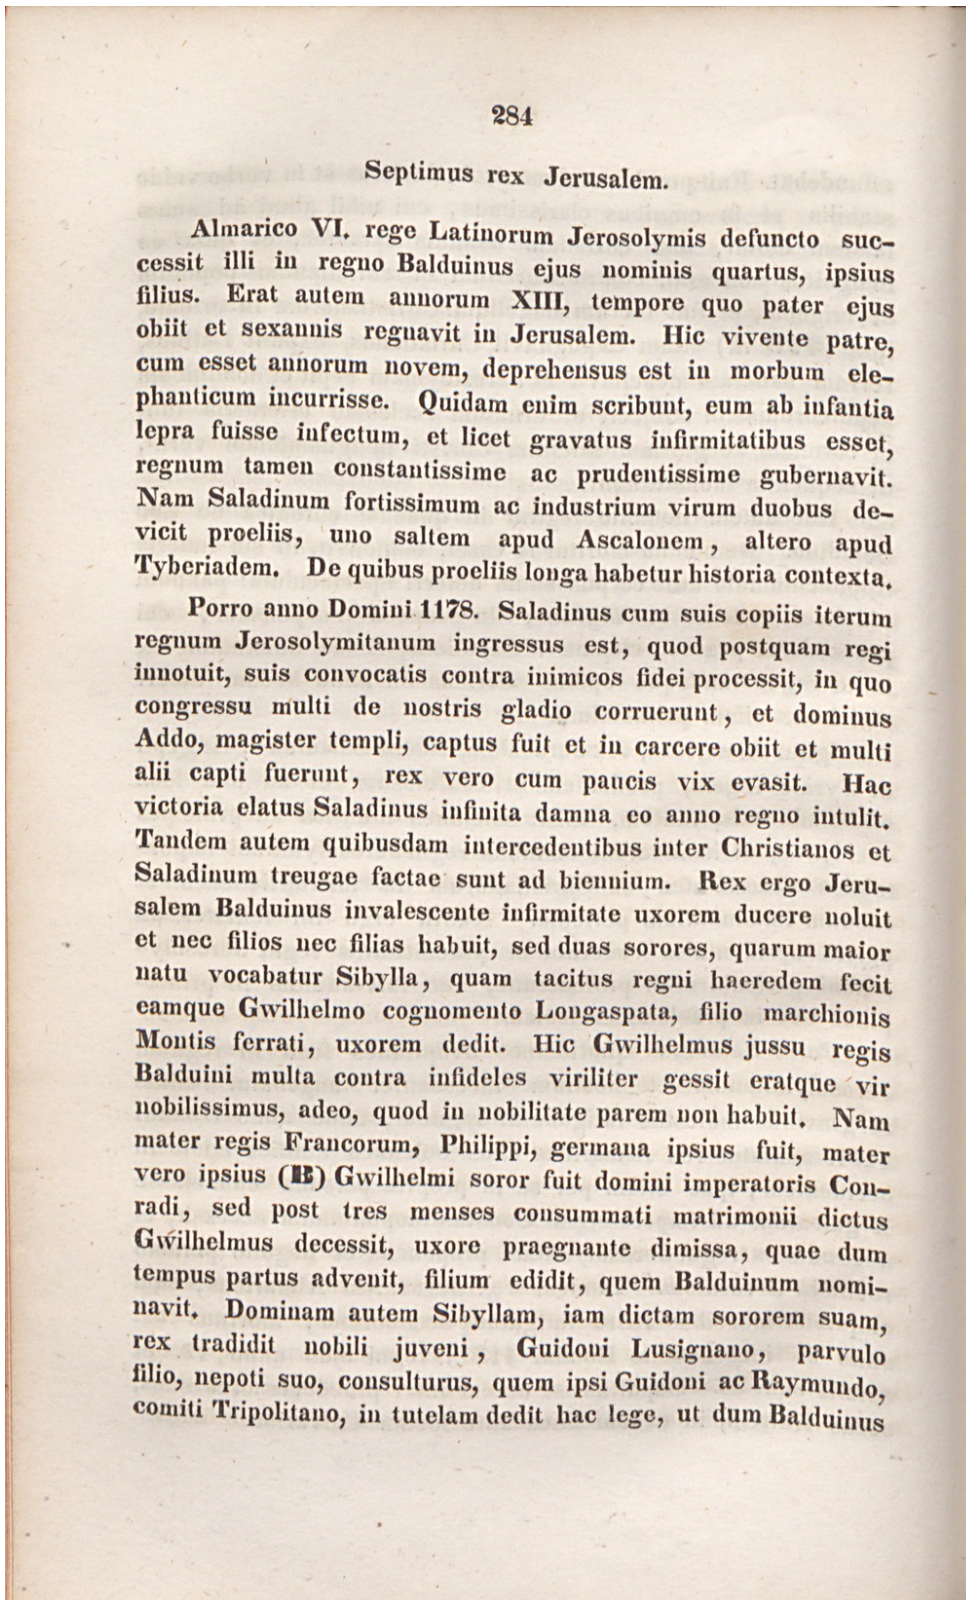 284
Septimus rex Jerusalem.
Almarico VI. rege Latinorum Jerosolymis defuncto suc-
cessit illi in regno Balduinus ejus nominis quartus, ipsius
filius. Erat autem annorum XIII, tempore quo pater ejus
obiit et sexannis regnavit in Jerusalem. Hic vivente patre,
cum esset annorum novem, deprehensus est in morbum ele-
phanticum incurrisse. Quidam enim scribunt, eum ab infantia
lepra fuisse infectum, et licet gravatus infirmitatibus esset,
regnum tamen constantissime ac prudentissime gubernavit.
Nam Saladinum fortissimum ac industrium virum duobus de-
vicit proeliis, uno saltem apud Ascalonem, altero apud
Tyberiadem. De quibus proeliis longa habetur historia contexta.
Porro anno Domini 1178. Saladinus cum suis copiis iterum
regnum Jerosolymitanum ingressus est, quod postquam regi
innotuit, suis convocatis contra inimicos fidei processit, in quo
congressu multi de nostris gladio corruerunt, et dominus
Addo, magister templi, captus fuit et in carcere obiit et multi
alii capti fuerunt, rex vero cum paucis vix evasit. Hac
victoria elatus Saladinus infinita damna eo anno regno intulit.
Tandem autem quibusdam intercedentibus inter Christianos et
Saladinum treugae factae sunt ad biennium. Rex ergo Jeru-
salem Balduinus invalescente infirmitate uxorem ducere noluit
et nec filios nec filias habuit, sed duas sorores, quarum maior
natu vocabatur Sibylla, quam tacitus regni haeredem fecit
eamque Gwilhelmo cognomento Longaspata, filio marchionis
Montis ferrati, uxorem dedit. Hic Gwilhelmus jussu regis
Balduini multa contra infideles viriliter gessit eratque vir
nobilissimus, adeo, quod in nobilitate parem non habuit. Nam
mater regis Francorum, Philippi, germana ipsius fuit, mater
vero ipsius (B) Gwilhelmi soror fuit domini imperatoris Con-
radi, sed post tres menses consummati matrimonii dictus
Gwilhelmus decessit, uxore praegnante dimissa, quae dum
tempus partus advenit, filium edidit, quem Balduinum nomi-
navit. Dominam autem Sibyllam, iam dictam sororem suam,
rex tradidit nobili juveni, Guidoni Lusignano, parvulo
filio, nepoti suo, consulturus, quem ipsi Guidoni ac Raymundo,
comiti Tripolitano, in tutelam dedit hac lege, ut dum Balduinus